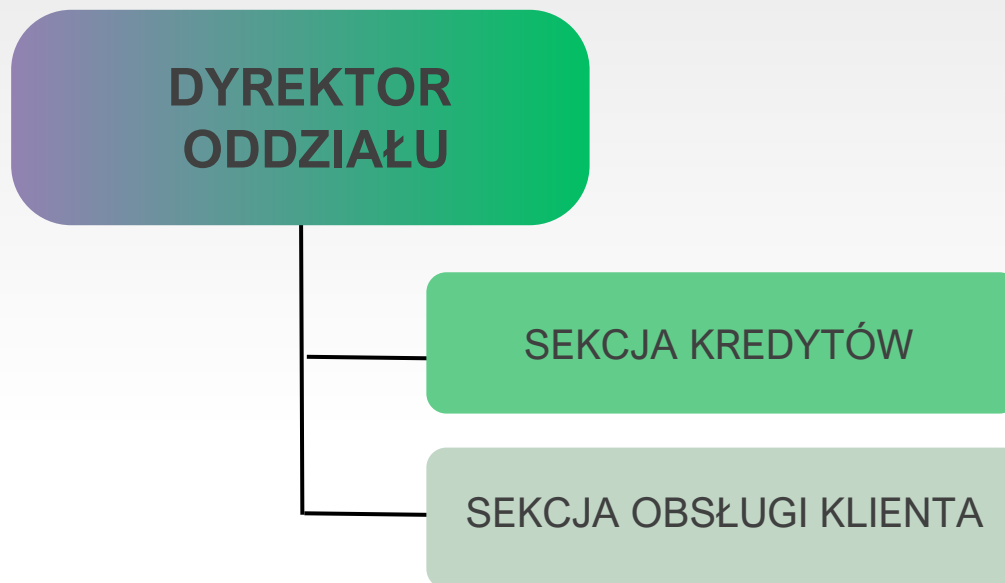 DYREKTOR
ODDZIAŁU
SEKCJA KREDYTÓW
SEKCJA OBSŁUGI KLIENTA